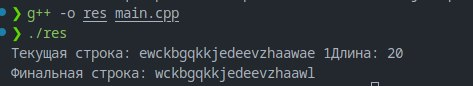 ❯ g++ -o res main.cpp
❯ ./res
Текущая строка: ewckbgqkkjedeevzhaawae 1Длина: 20
Финальная строка: wckbgqkkjedeevzhaawl